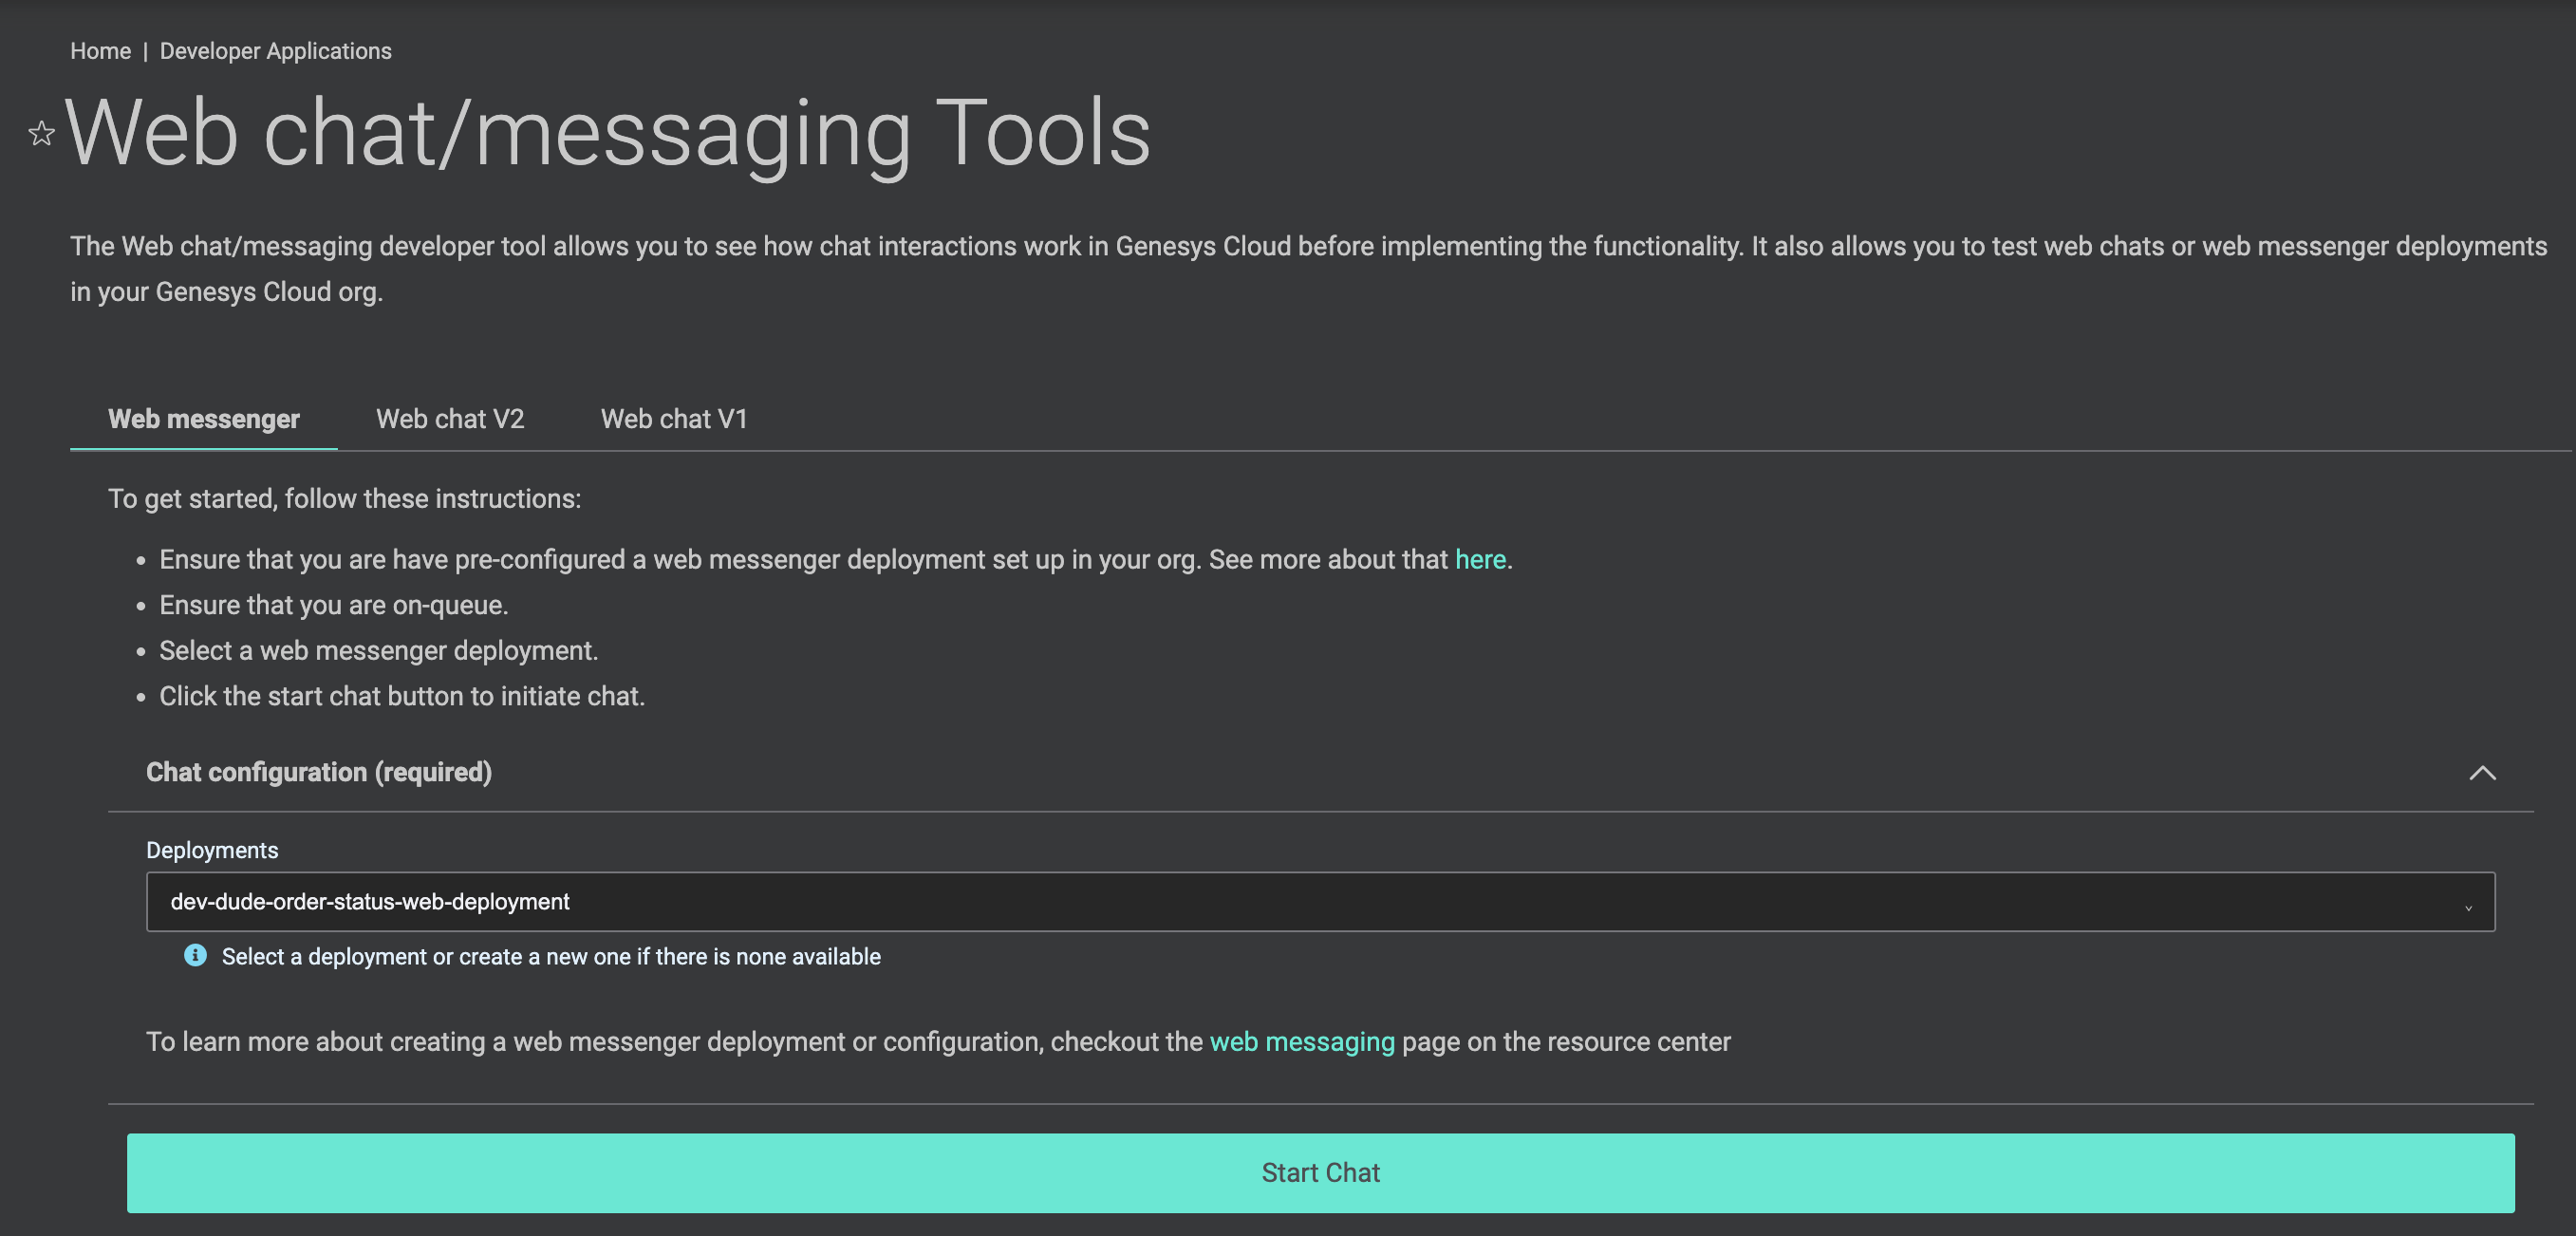 Home | Developer Applications
Web chat/messaging Tools
The Web chat/messaging developer tool allows you to see how chat interactions work in Genesys Cloud before implementing the functionality. It also allows you to test web chats or web messenger deployments
in your Genesys Cloud org.
Web messenger Web chat V2 Web chat V1
To get started, follow these instructions:
• Ensure that you are have pre-configured a web messenger deployment set up in your org. See more about that here.
• Ensure that you are on-queue.
• Select a web messenger deployment.
• Click the start chat button to initiate chat.
Chat configuration (required)
Deployments
dev-dude-order-status-web-deployment
Select a deployment or create a new one if there is none available
To learn more about creating a web messenger deployment or configuration, checkout the web messaging page on the resource center
Start Chat